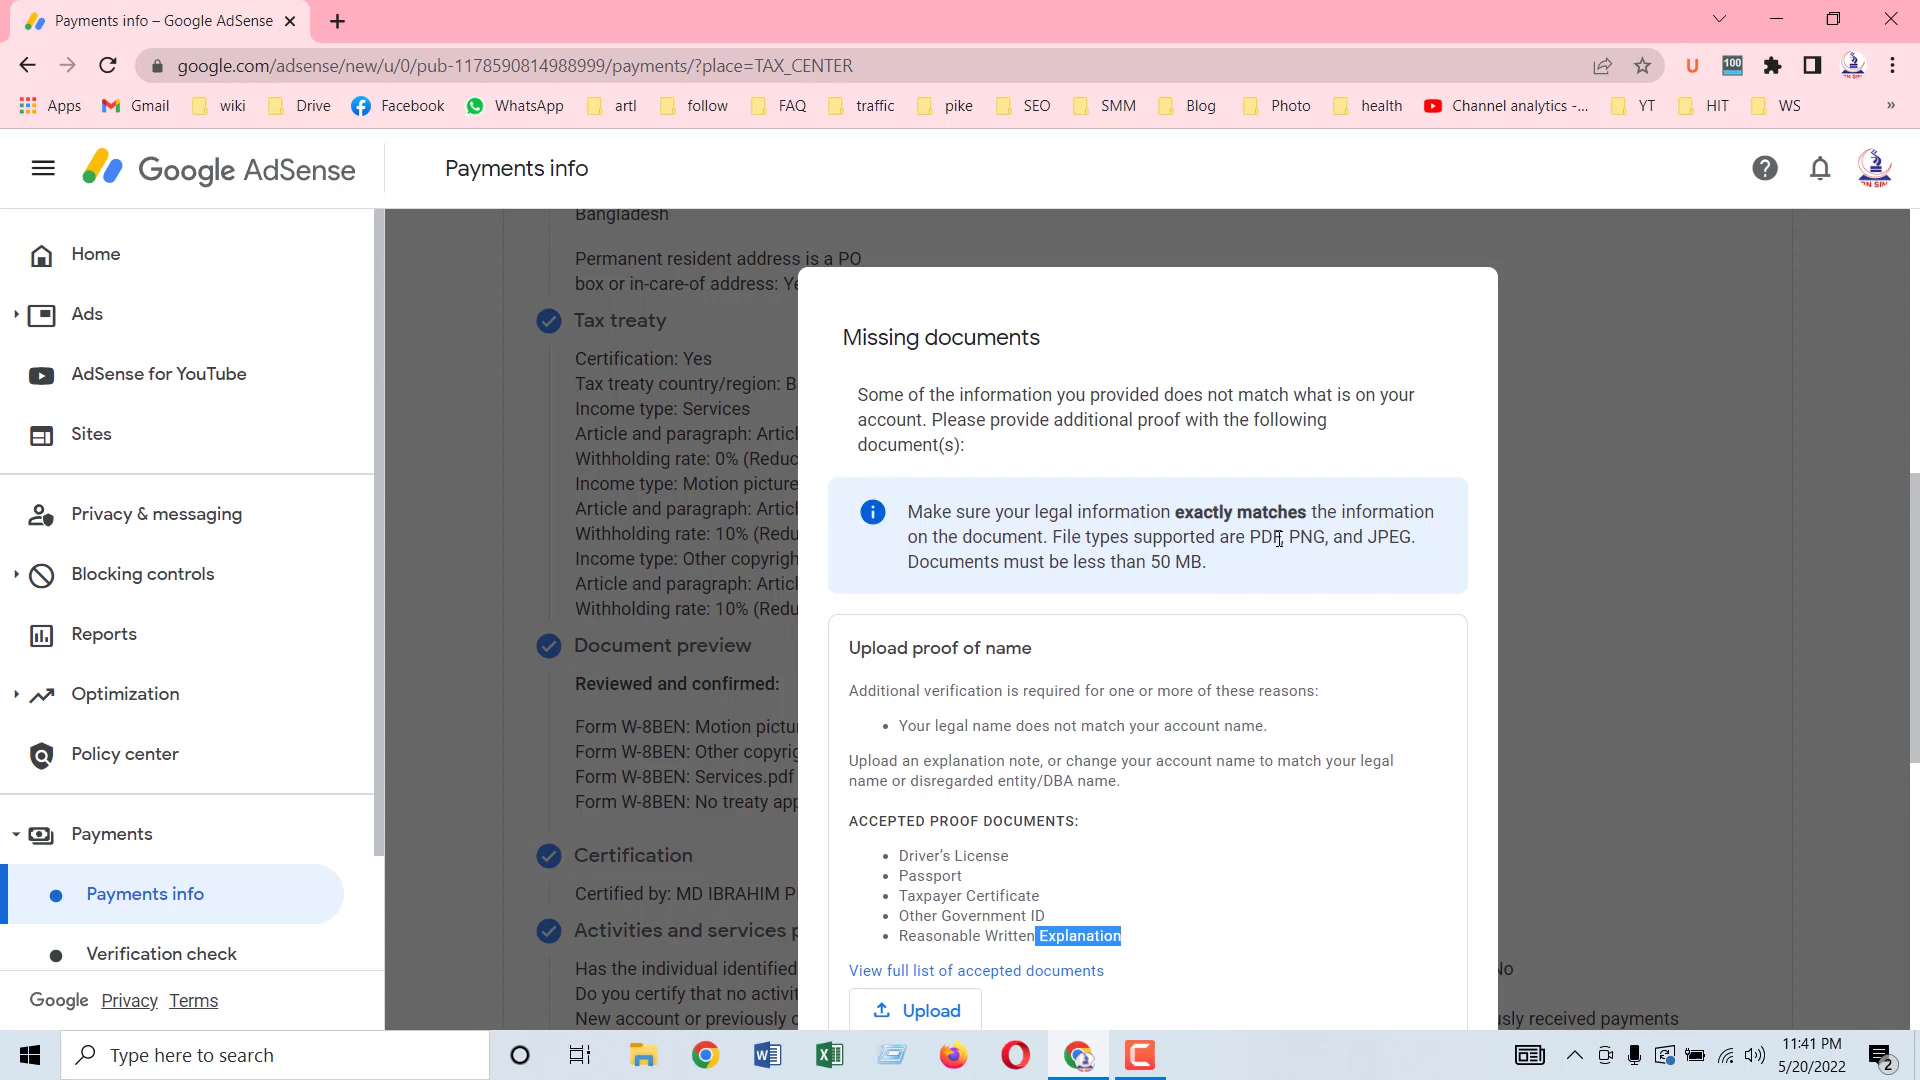 Payments info – Google AdSense
google.com/adsense/new/u/0/pub-1178590814988999/payments/?place=TAX_CENTER
U
100
Apps
Gmail
wiki
Drive
Facebook
WhatsApp
artl
follow
FAQ
traffic
pike
SEO
SMM
Blog
Photo
health
Channel analytics -...
YT
HIT
WS
»
Google AdSense
Payments info
Home
Ads
AdSense for YouTube
Sites
Privacy & messaging
Blocking controls
Reports
Optimization
Policy center
Payments
Payments info
Verification check
Google Privacy Terms
Bangladesh
Permanent resident address is a PO
box or in-care-of address: Ye
Tax treaty
Certification: Yes
Tax treaty country/region: B
Income type: Services
Article and paragraph: Articl
Withholding rate: 0% (Reduc
Income type: Motion picture
Article and paragraph: Articl
Withholding rate: 10% (Redu
Income type: Other copyrigh
Article and paragraph: Articl
Withholding rate: 10% (Redu
Document preview
Reviewed and confirmed:
Form W-8BEN: Motion pictu
Form W-8BEN: Other copyrig
Form W-8BEN: Services.pdf
Form W-8BEN: No treaty app
Certification
Certified by: MD IBRAHIM P
Activities and services p
Has the individual identified
No
Do you certify that no activit
New account or previously c
usly received payments
Missing documents
Some of the information you provided does not match what is on your
account. Please provide additional proof with the following
document(s):
Make sure your legal information exactly matches the information
on the document. File types supported are PDF, PNG, and JPEG.
Documents must be less than 50 MB.
Upload proof of name
Additional verification is required for one or more of these reasons:
• Your legal name does not match your account name.
Upload an explanation note, or change your account name to match your legal
name or disregarded entity/DBA name.
ACCEPTED PROOF DOCUMENTS:
• Driver's License
• Passport
• Taxpayer Certificate
• Other Government ID
• Reasonable Written Explanation
View full list of accepted documents
Upload
Type here to search
11:41 PM
5/20/2022
2